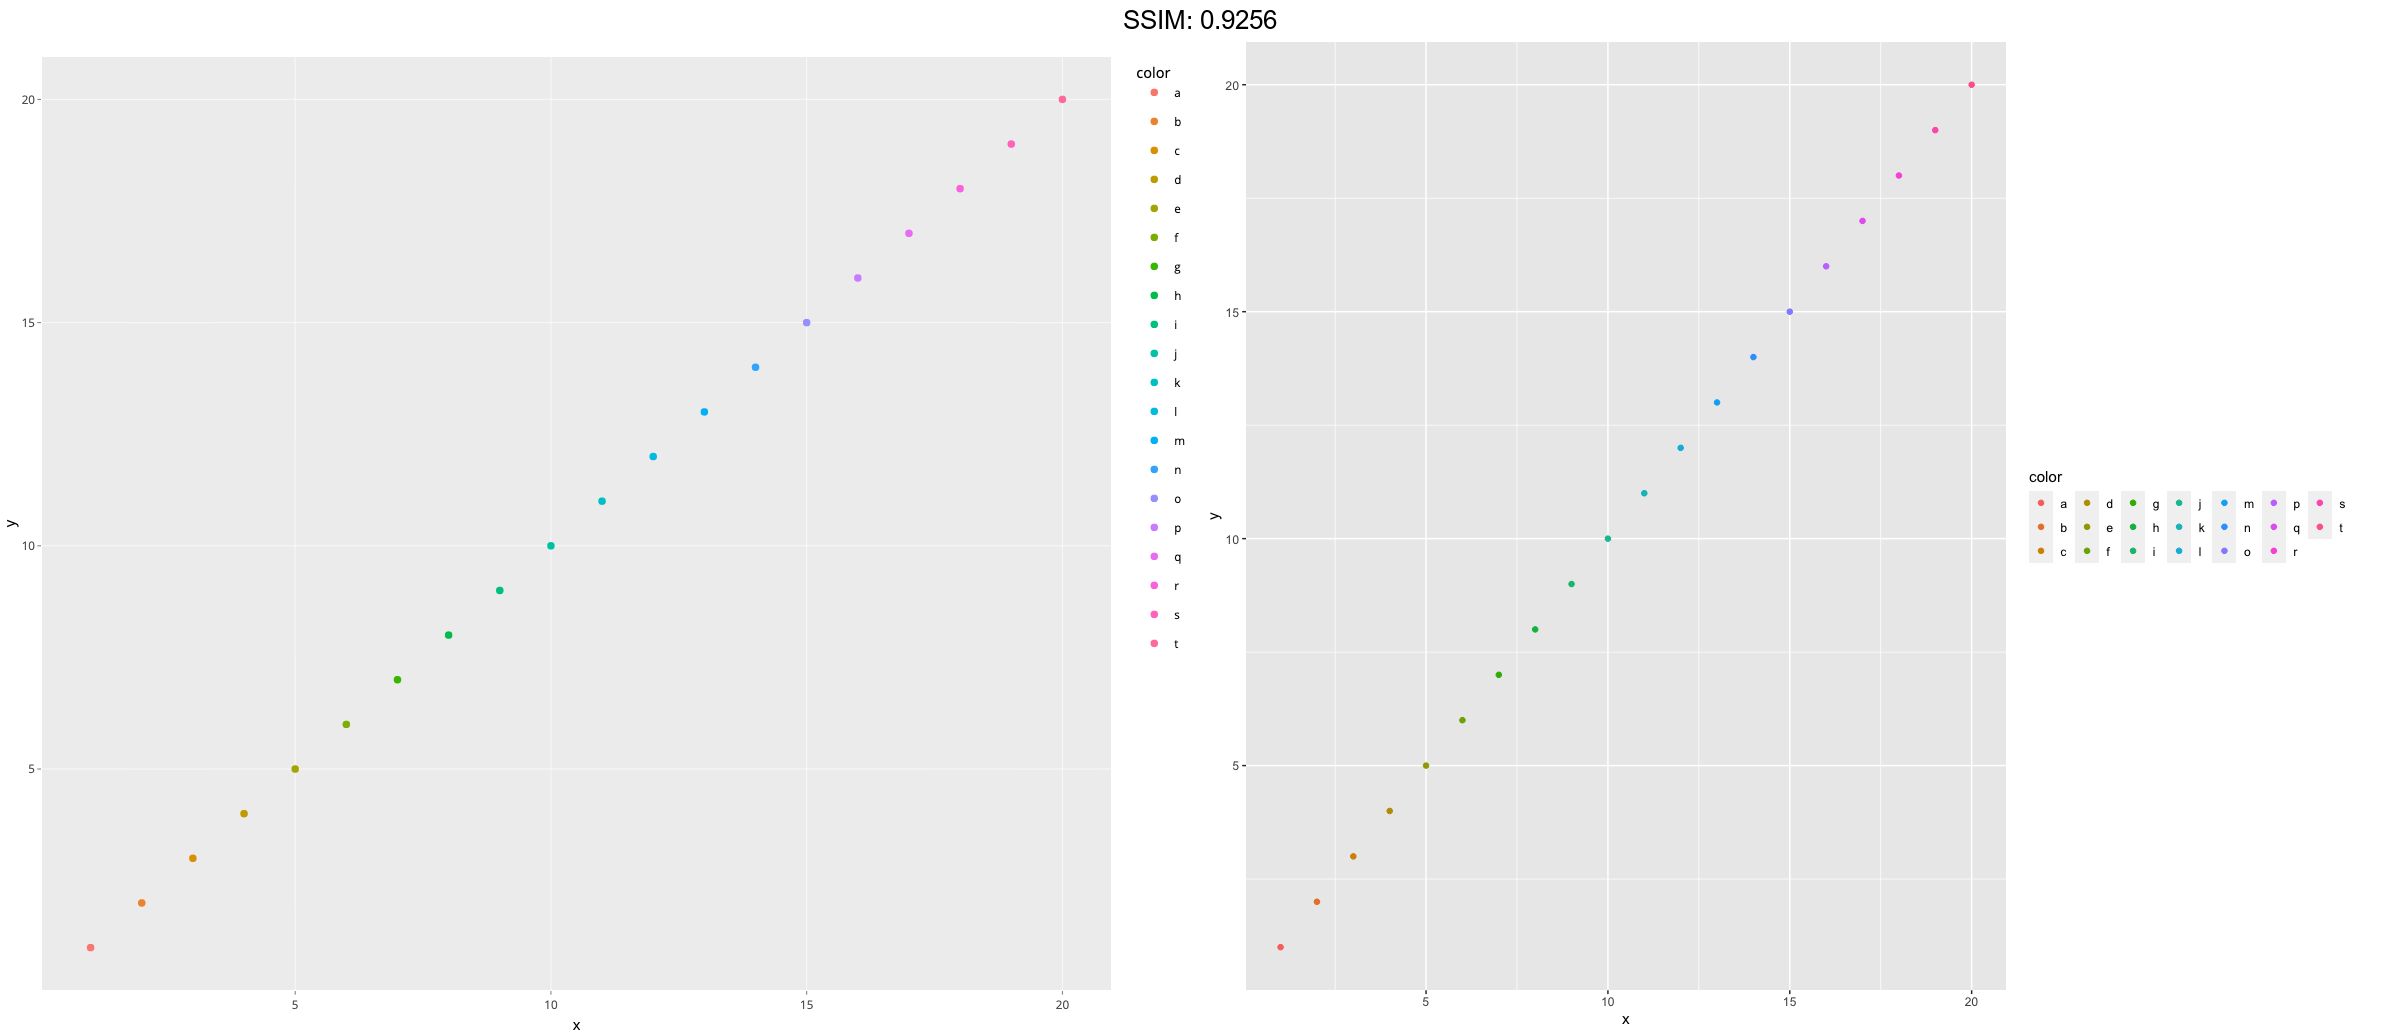 SSIM: 0.9256
20
15
10
5
5 10 15 20
x
y
color
a
b
c
d
e
f
g
h
i
j
k
l
m
n
o
p
q
r
s
t
20
15
10
5
5 10 15 20
x
y
color
a d g j m p s
b e h k n q t
c f i l o r